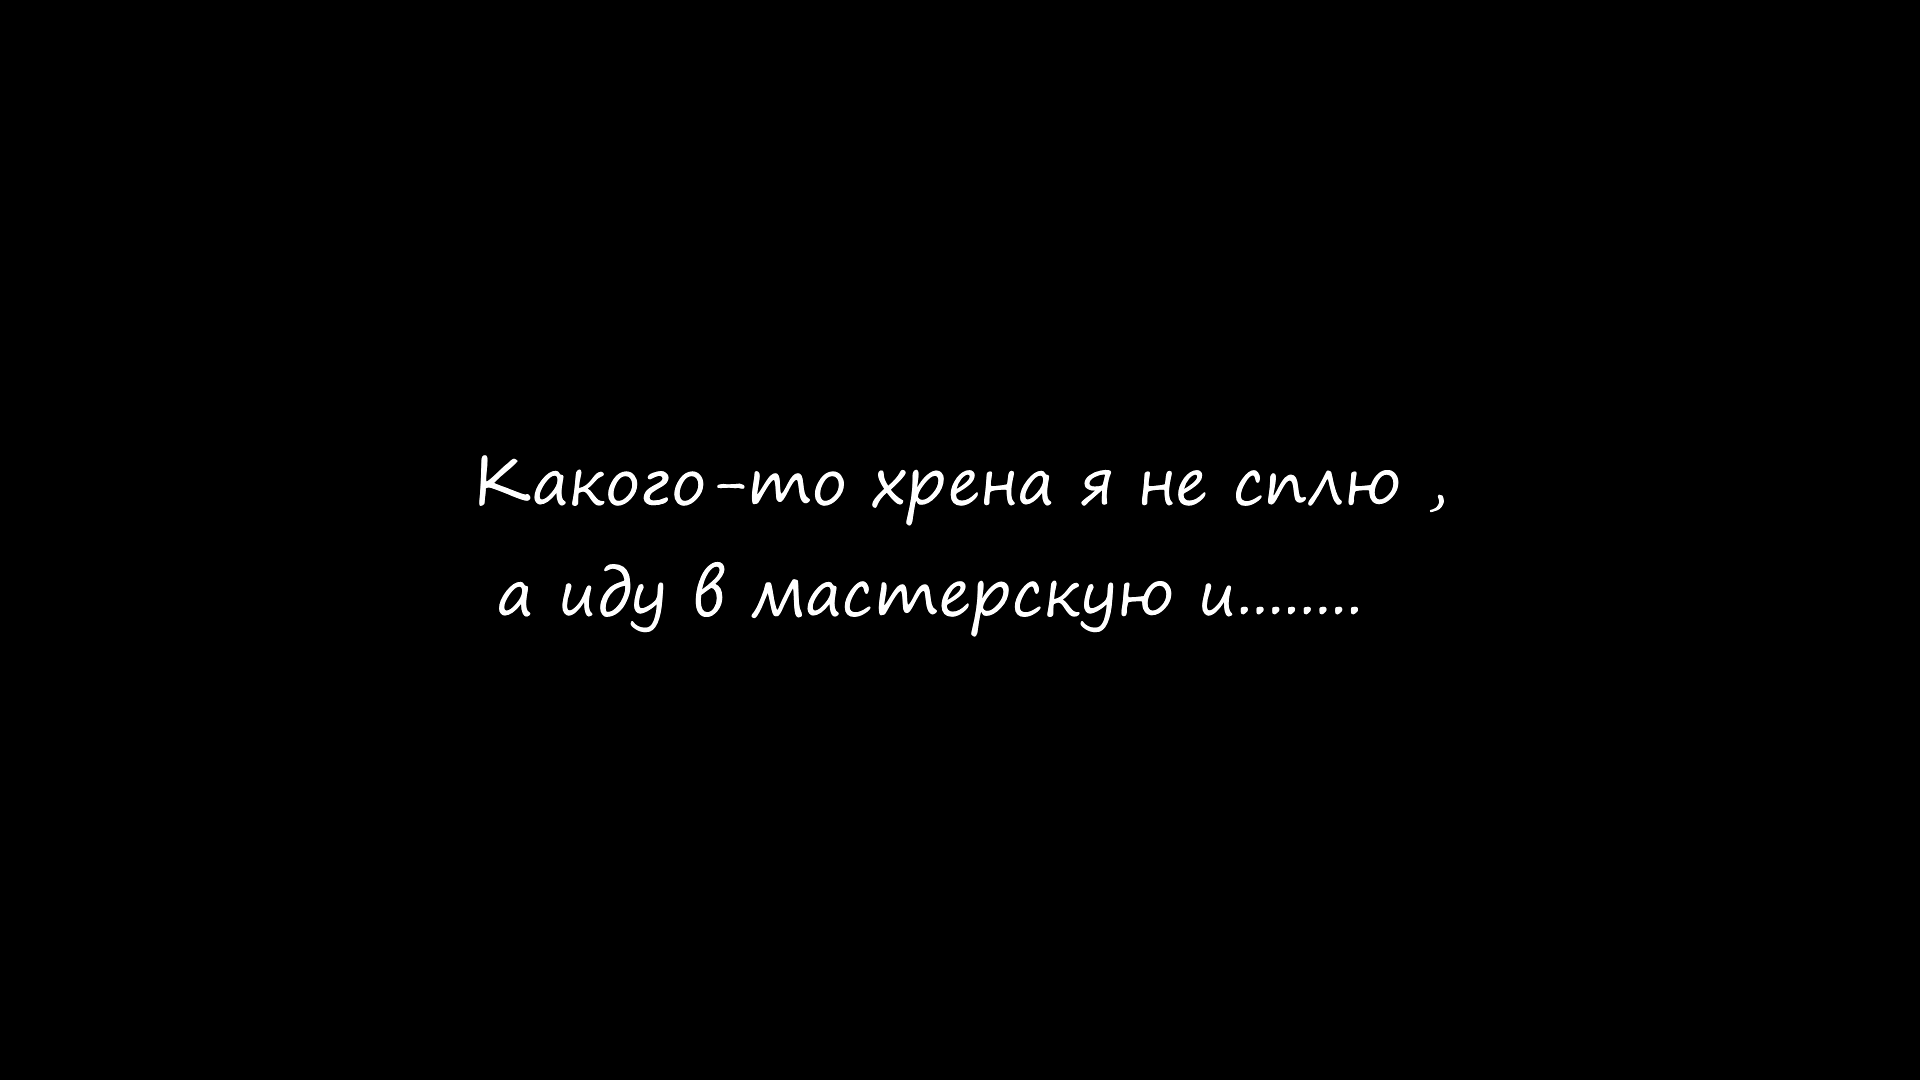 Какого-то хрена я не сплю ,
а иду в мастерскую и........